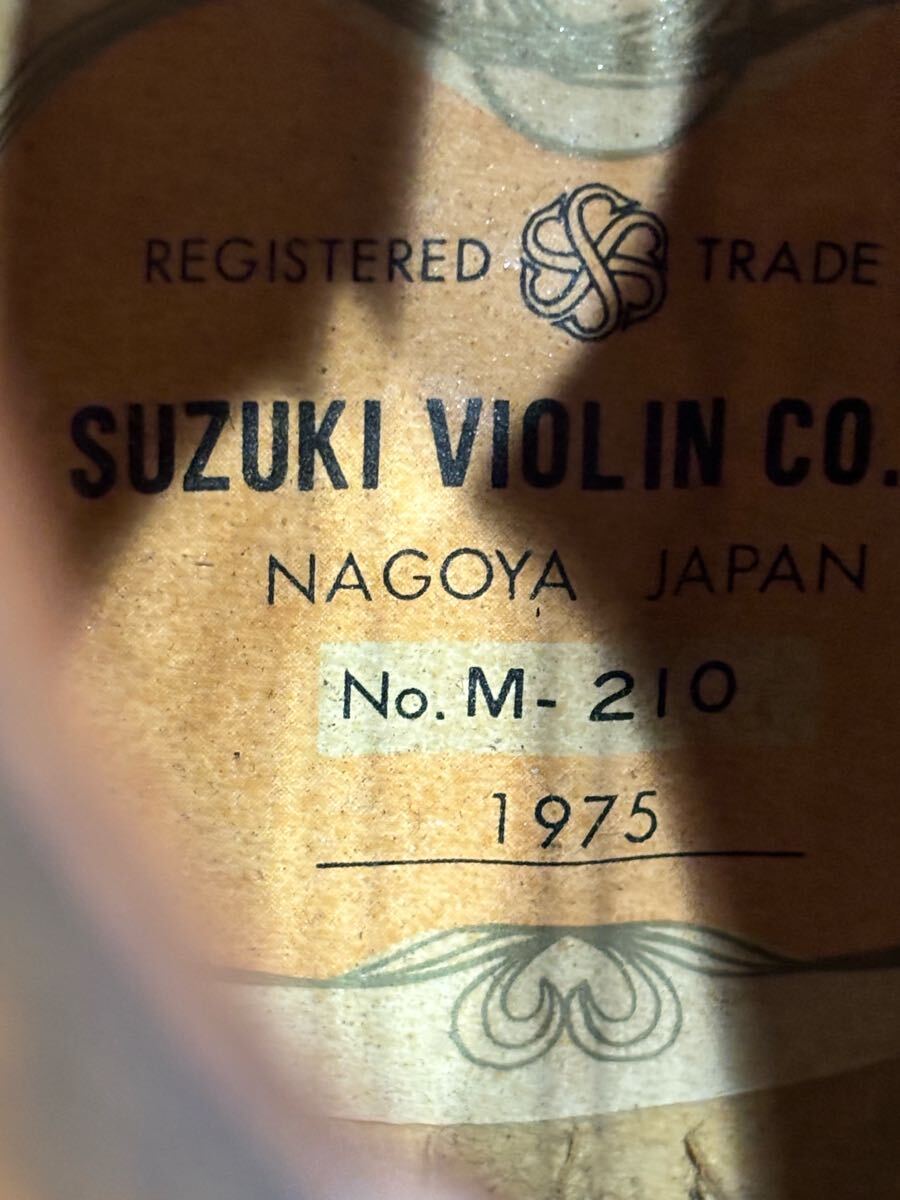 REGISTERED TRADE
SUZUKI VIOLIN CO.
NAGOYA JAPAN
No. M- 210
1975